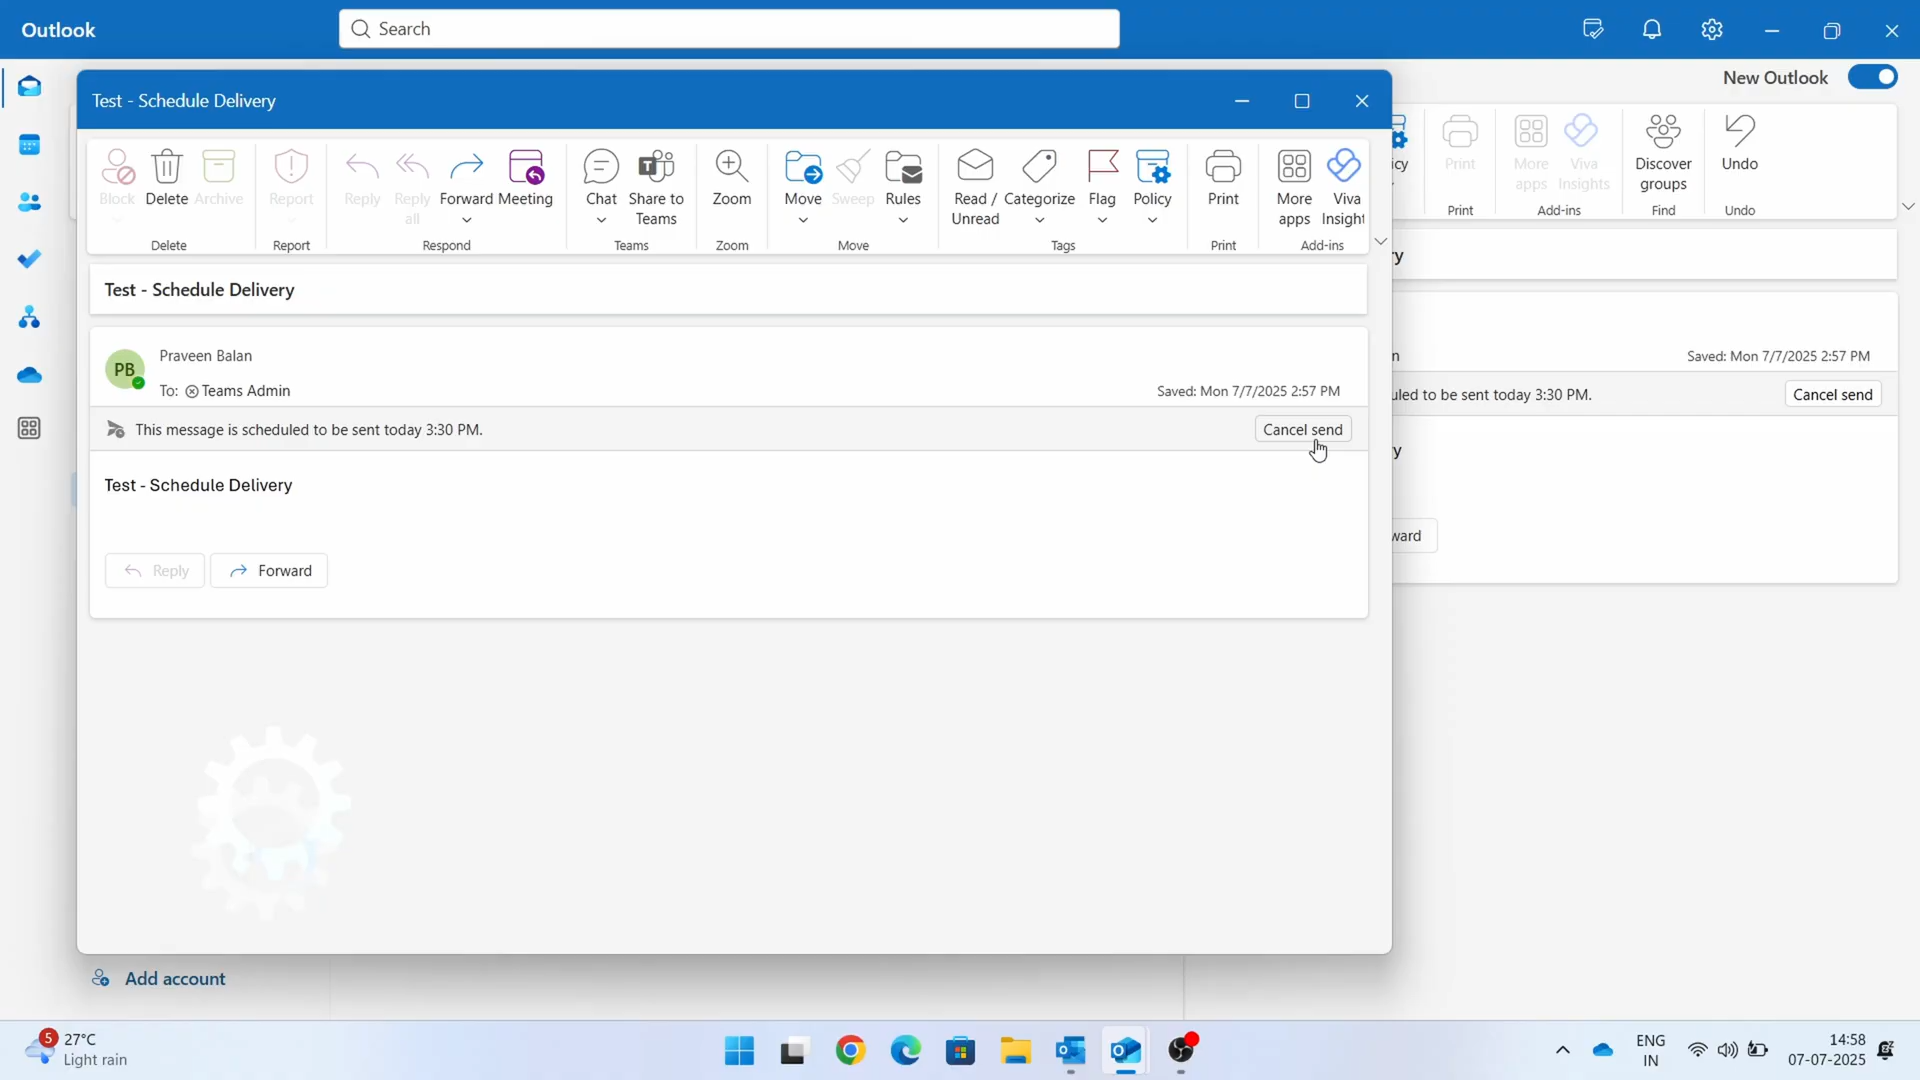 Outlook
Search
New Outlook
Test - Schedule Delivery
Block
Delete
Archive
Delete
Report
Report
Reply
Reply all
Forward
Meeting
Respond
Chat
Share to Teams
Teams
Zoom
Zoom
Move
Sweep
Rules
Move
Read / Unread
Categorize
Flag
Policy
Tags
Print
Print
More apps
Viva Insight
Add-ins
icy
Print
Print
More apps
Viva Insights
Add-ins
Discover groups
Find
Undo
Undo
Test - Schedule Delivery
ry
PB
Praveen Balan
To: Teams Admin
Saved: Mon 7/7/2025 2:57 PM
n
Saved: Mon 7/7/2025 2:57 PM
This message is scheduled to be sent today 3:30 PM.
Cancel send
uled to be sent today 3:30 PM.
Cancel send
Test - Schedule Delivery
y
Reply
Forward
ward
Add account
5
27°C
Light rain
ENG
IN
14:58
07-07-2025